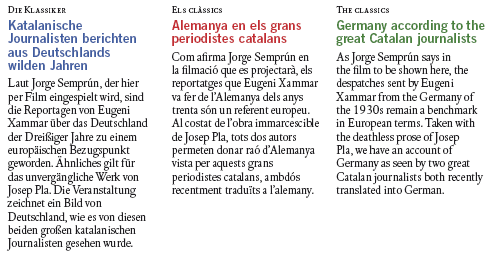 Die Klassiker
Katalanische
Journalisten berichten
aus Deutschlands
wilden Jahren
Laut Jorge Semprún, der hier
per Film eingespielt wird, sind
die Reportagen von Eugeni
Xammar über das Deutschland
der Dreißiger Jahre zu einem
europäischen Bezugspunkt
geworden. Ähnliches gilt für
das unvergängliche Werk von
Josep Pla. Die Veranstaltung
zeichnet ein Bild von
Deutschland, wie es von diesen
beiden großen katalanischen
Journalisten gesehen wurde.
Els clàssics
Alemanya en els grans
periodistes catalans
Com afirma Jorge Semprún en
la filmació que es projectarà, els
reportatges que Eugeni Xammar
va fer de l'Alemanya dels anys
trenta són un referent europeu.
Al costat de l'obra immarcescible
de Josep Pla, tots dos autors
permeten donar raó d'Alemanya
vista per aquests grans
periodistes catalans, ambdós
recentment traduïts a l'alemany.
The classics
Germany according to the
great Catalan journalists
As Jorge Semprún says in
the film to be shown here, the
despatches sent by Eugeni
Xammar from the Germany of
the 1930s remain a benchmark
in European terms. Taken with
the deathless prose of Josep
Pla, we have an account of
Germany as seen by two great
Catalan journalists both recently
translated into German.